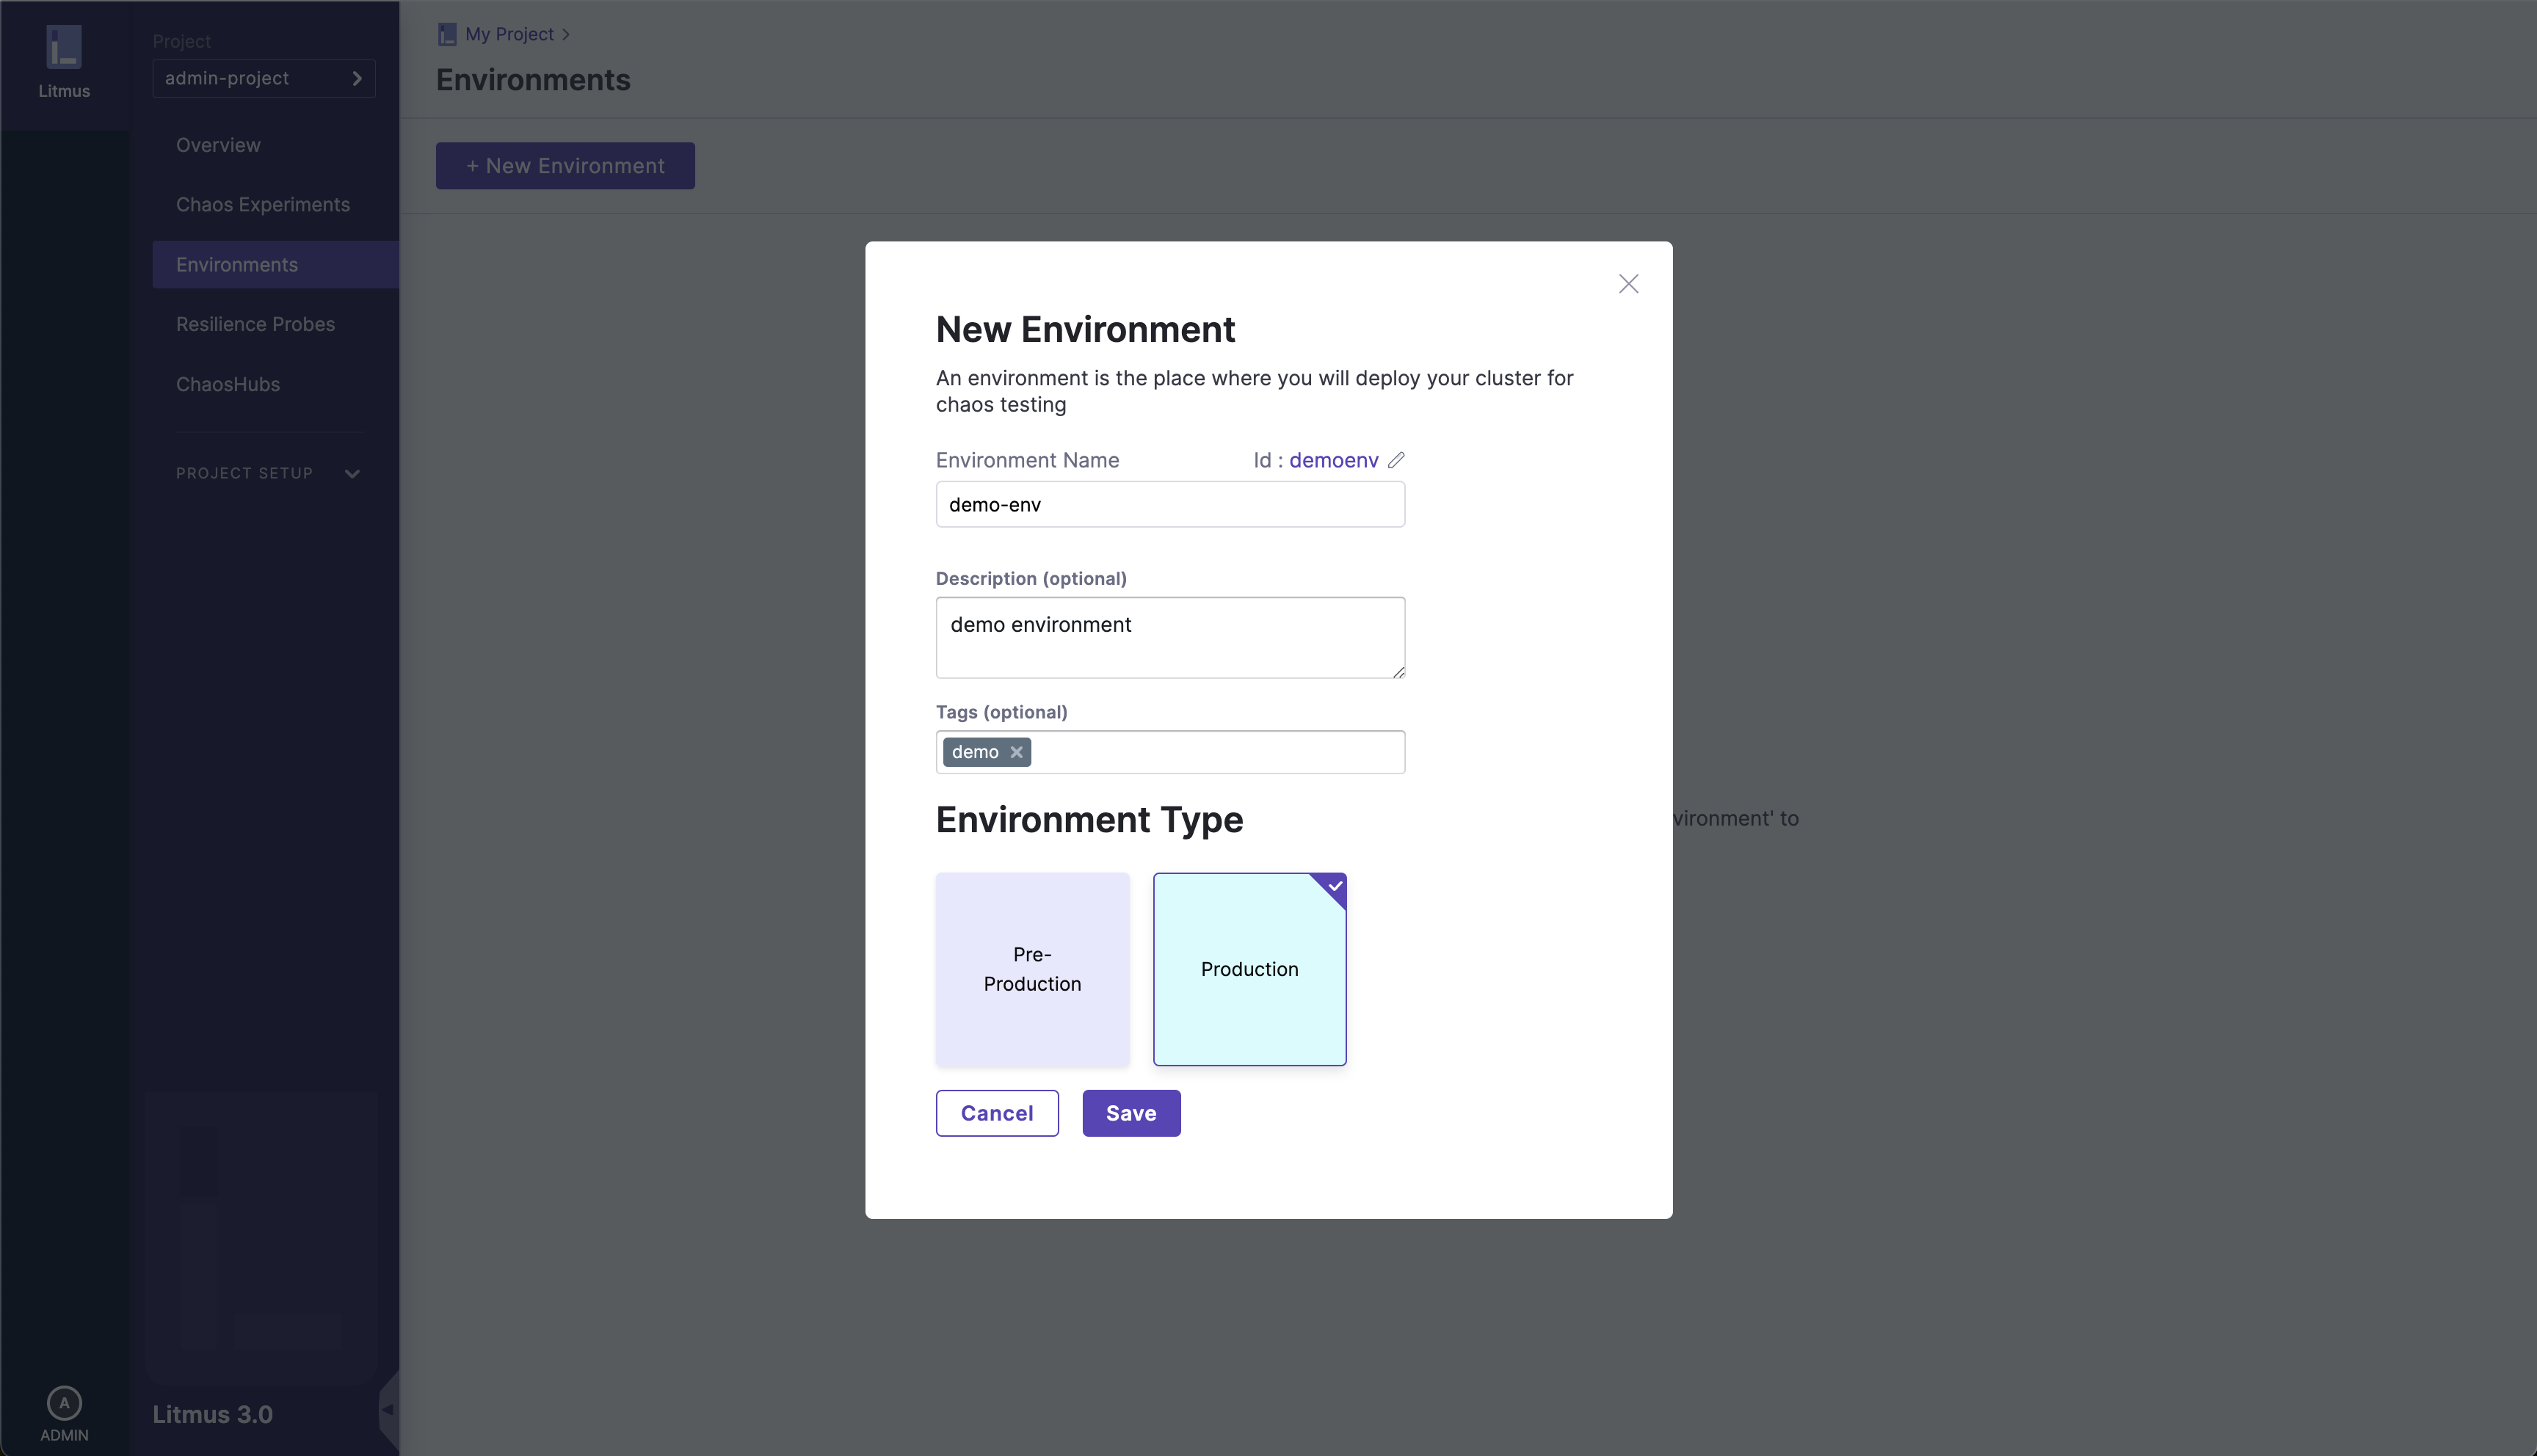 Litmus
Project
admin-project
Overview
Chaos Experiments
Environments
Resilience Probes
ChaosHubs
PROJECT SETUP
A
ADMIN
Litmus 3.0
My Project
Environments
+ New Environment
New Environment
An environment is the place where you will deploy your cluster for
chaos testing
Environment Name
Id : demoenv
demo-env
Description (optional)
demo environment
Tags (optional)
demo
Environment Type
Pre-
Production
Production
Cancel
Save
vironment' to